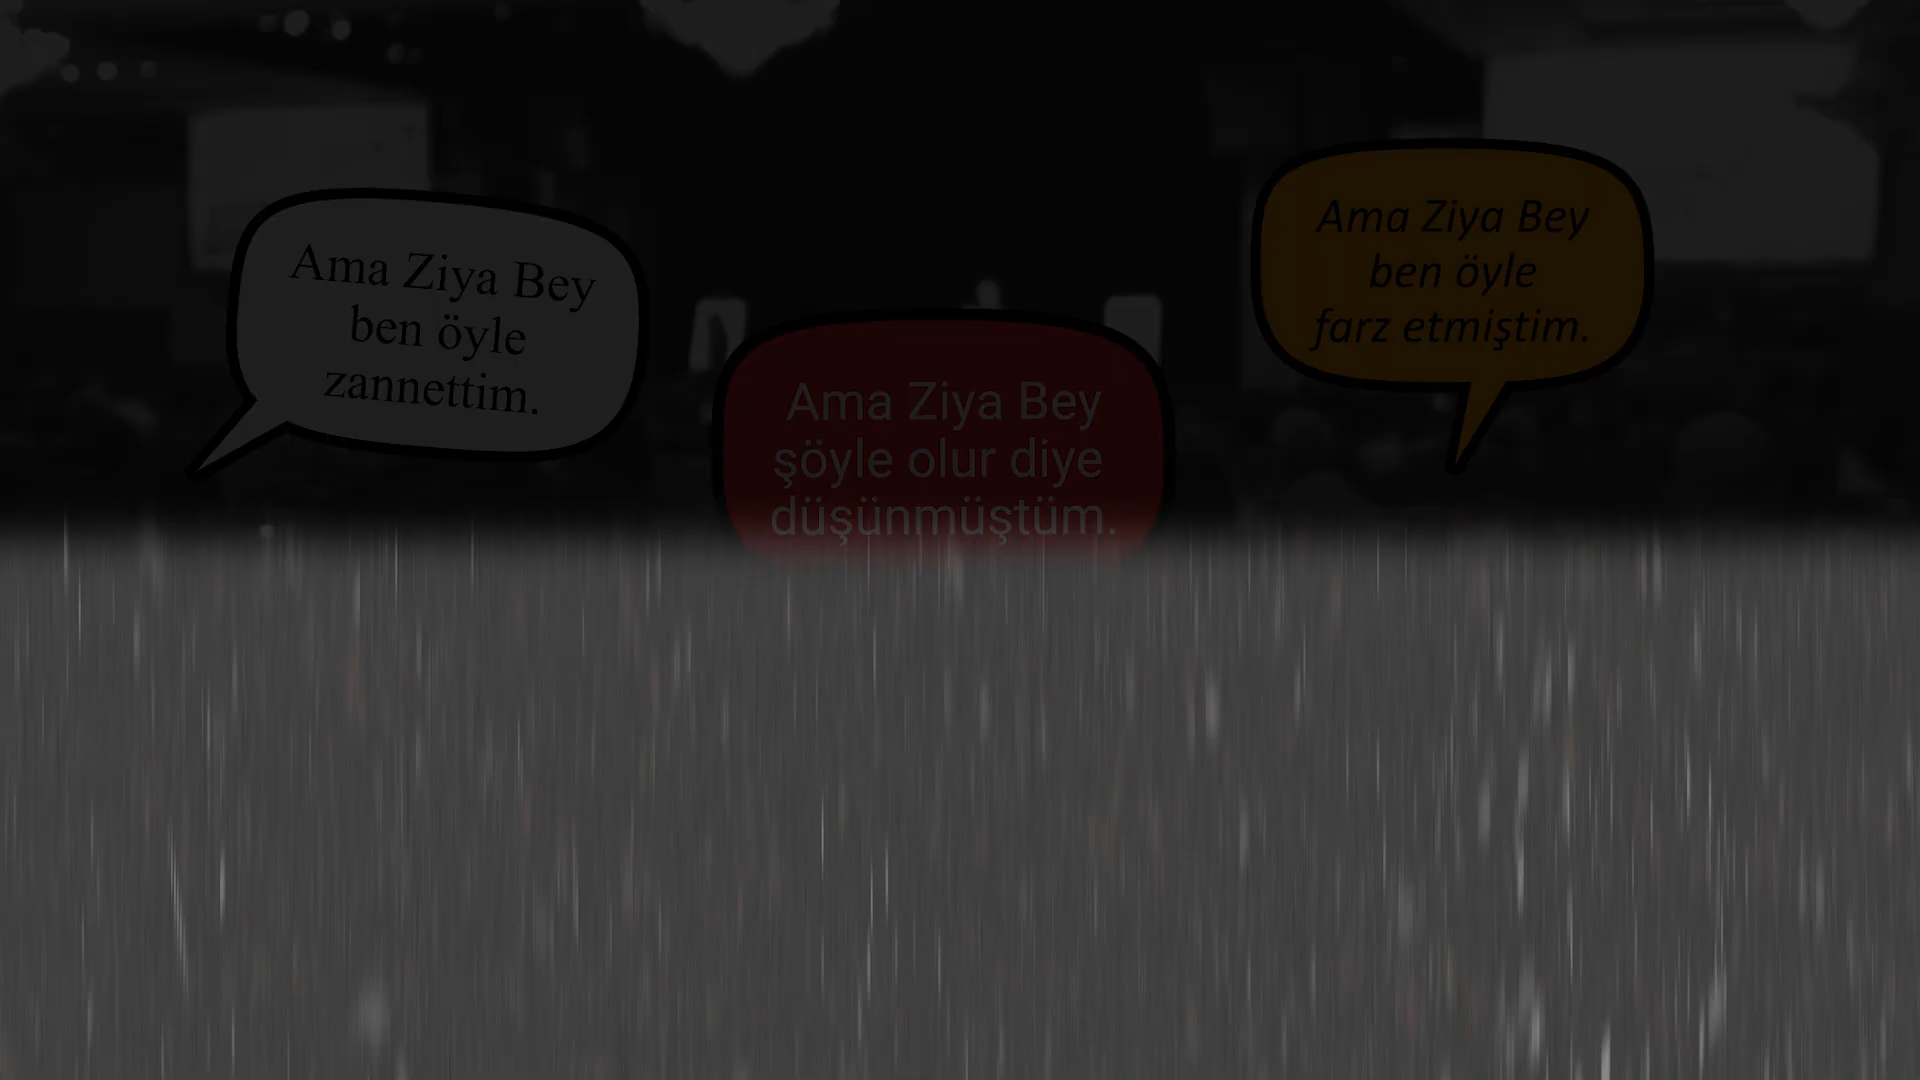 Ama Ziya Bey
ben öyle
zannettim.
Ama Ziya Bey
şöyle olur diye
düşünmüştüm.
Ama Ziya Bey
ben öyle
farz etmiştim.